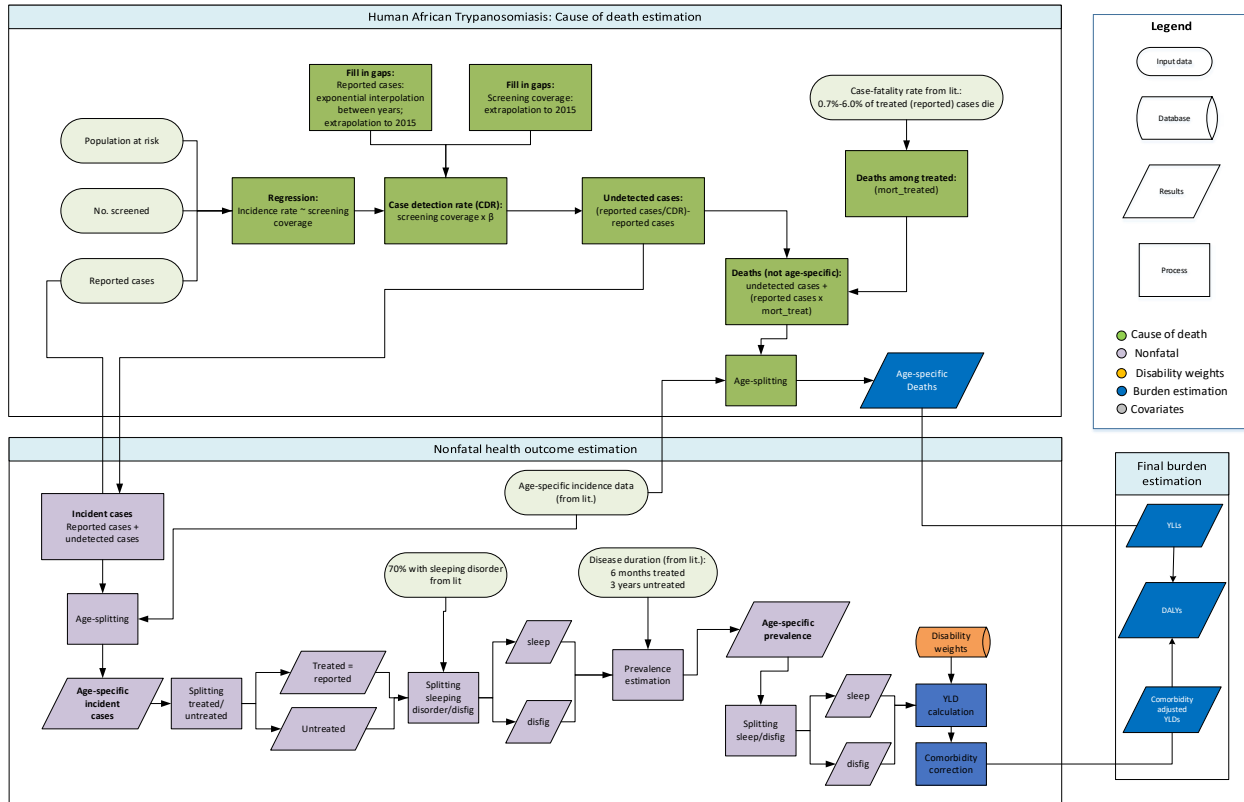 Human African Trypanosomiasis: Cause of death estimation
Fill in gaps:
Reported cases:
exponential interpolation
between years;
extrapolation to 2015
Fill in gaps:
Screening coverage:
extrapolation to 2015
Case-fatality rate from lit.:
0.7%-6.0% of treated (reported) cases die
Population at risk
No. screened
Reported cases
Regression:
Incidence rate ~ screening
coverage
Case detection rate (CDR):
screening coverage x β
Undetected cases:
(reported cases/CDR)-
reported cases
Deaths among treated:
(mort_treated)
Deaths (not age-specific):
undetected cases +
(reported cases x
mort_treat)
Age-splitting
Age-specific
Deaths
Legend
Input data
Database
Results
Process
Cause of death
Nonfatal
Disability weights
Burden estimation
Covariates
Nonfatal health outcome estimation
Incident cases
Reported cases +
undetected cases
Age-specific incidence data
(from lit.)
Age-splitting
70% with sleeping disorder
from lit
Disease duration (from lit.):
6 months treated
3 years untreated
Age-specific
incident
cases
Splitting
treated/
untreated
Treated =
reported
Untreated
Splitting
sleeping
disorder/disfig
sleep
disfig
Prevalence
estimation
Age-specific
prevalence
Splitting
sleep/disfig
sleep
disfig
Disability
weights
YLD
calculation
Comorbidity
correction
Final burden
estimation
YLLs
DALYs
Comorbidity
adjusted
YLDs